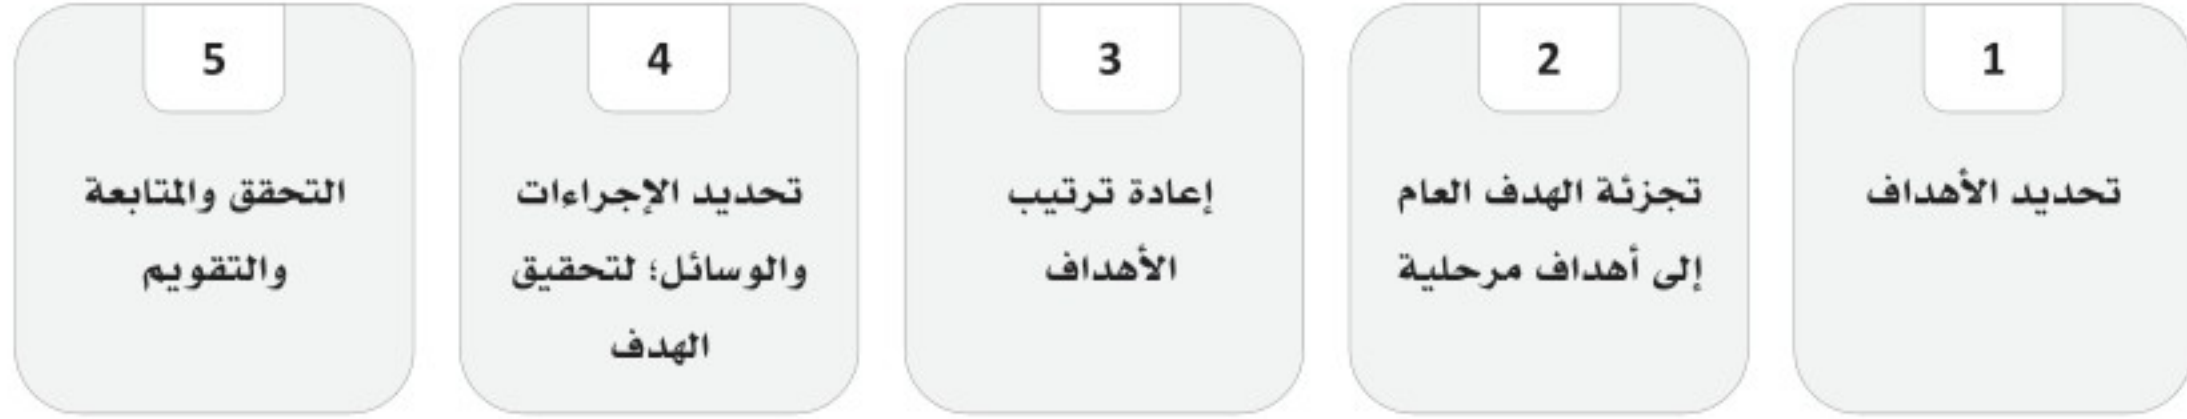 1
تحديد الأهداف
2
تجزئة الهدف العام
إلى أهداف مرحلية
3
إعادة ترتيب
الأهداف
4
تحديد الإجراءات
والوسائل؛ لتحقيق
الهدف
5
التحقق والمتابعة
والتقويم